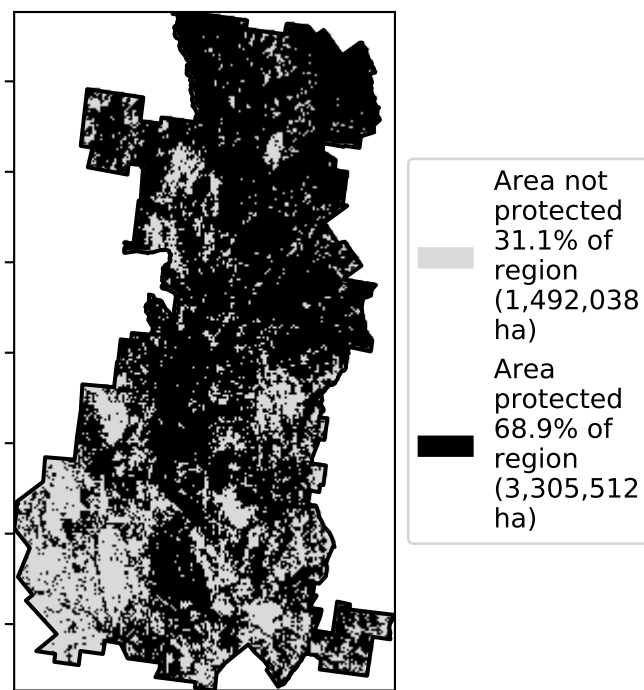 Area not
protected
31.1% of
region
(1,492,038
ha)
Area
protected
68.9% of
region
(3,305,512
ha)